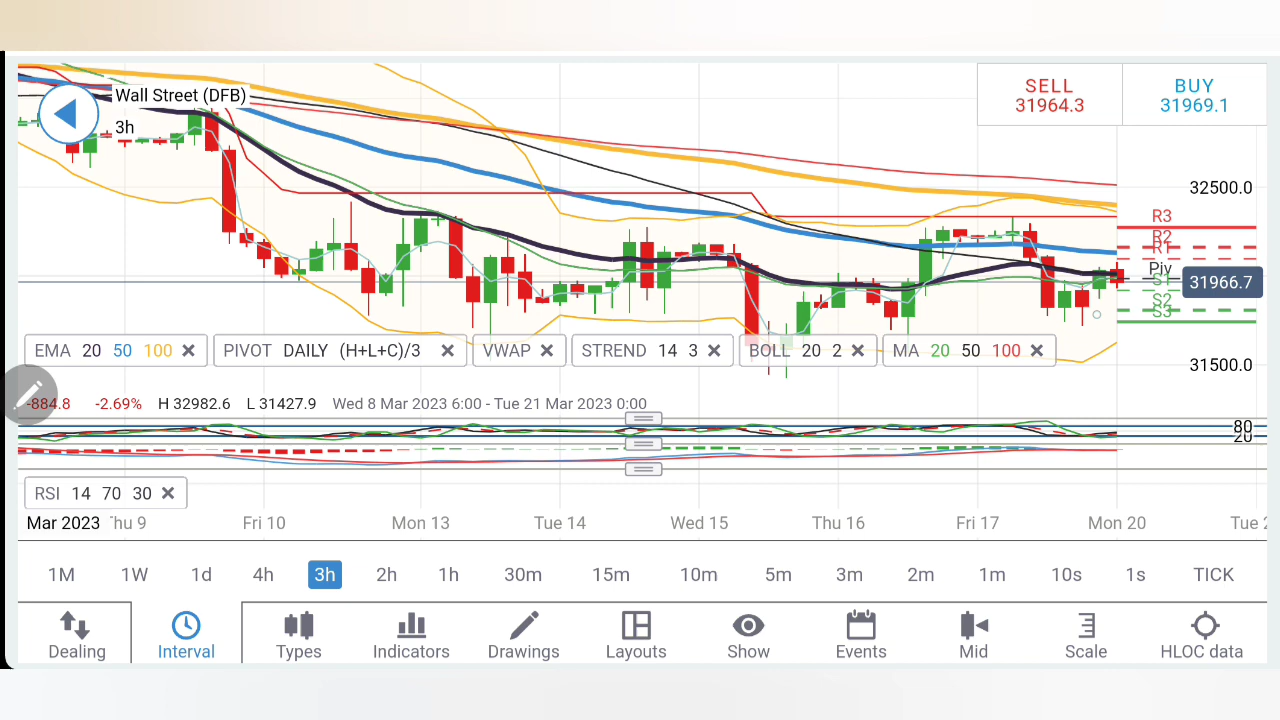 Wall Street (DFB)
3h
SELL
31964.3
BUY
31969.1
32500.0
R3
R2
R1
Piv
31966.7
S1
S2
S3
EMA 20 50 100
PIVOT DAILY (H+L+C)/3
VWAP
STREND 14 3
BOLL 20 2
MA 20 50 100
31500.0
-884.8 -2.69% H 32982.6 L 31427.9 Wed 8 Mar 2023 6:00 - Tue 21 Mar 2023 0:00
80
20
RSI 14 70 30
Mar 2023 Thu 9 Fri 10 Mon 13 Tue 14 Wed 15 Thu 16 Fri 17 Mon 20 Tue 2
1M 1W 1d 4h 3h 2h 1h 30m 15m 10m 5m 3m 2m 1m 10s 1s TICK
Dealing Interval Types Indicators Drawings Layouts Show Events Mid Scale HLOC data